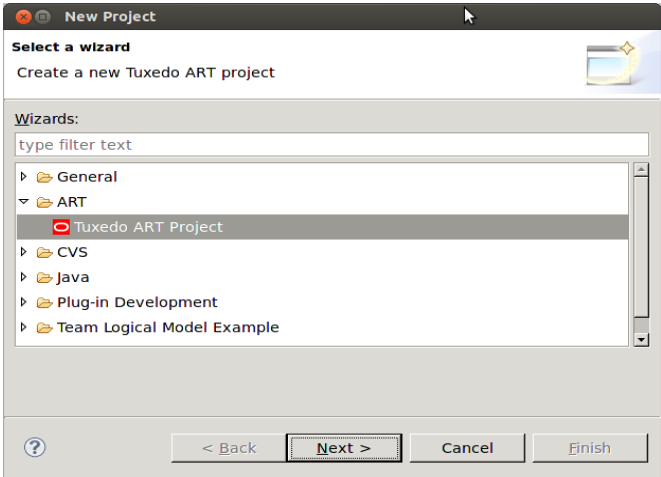 New Project
Select a wizard
Create a new Tuxedo ART project
Wizards:
type filter text
General
ART
Tuxedo ART Project
CVS
Java
Plug-in Development
Team Logical Model Example
? < Back Next > Cancel Finish